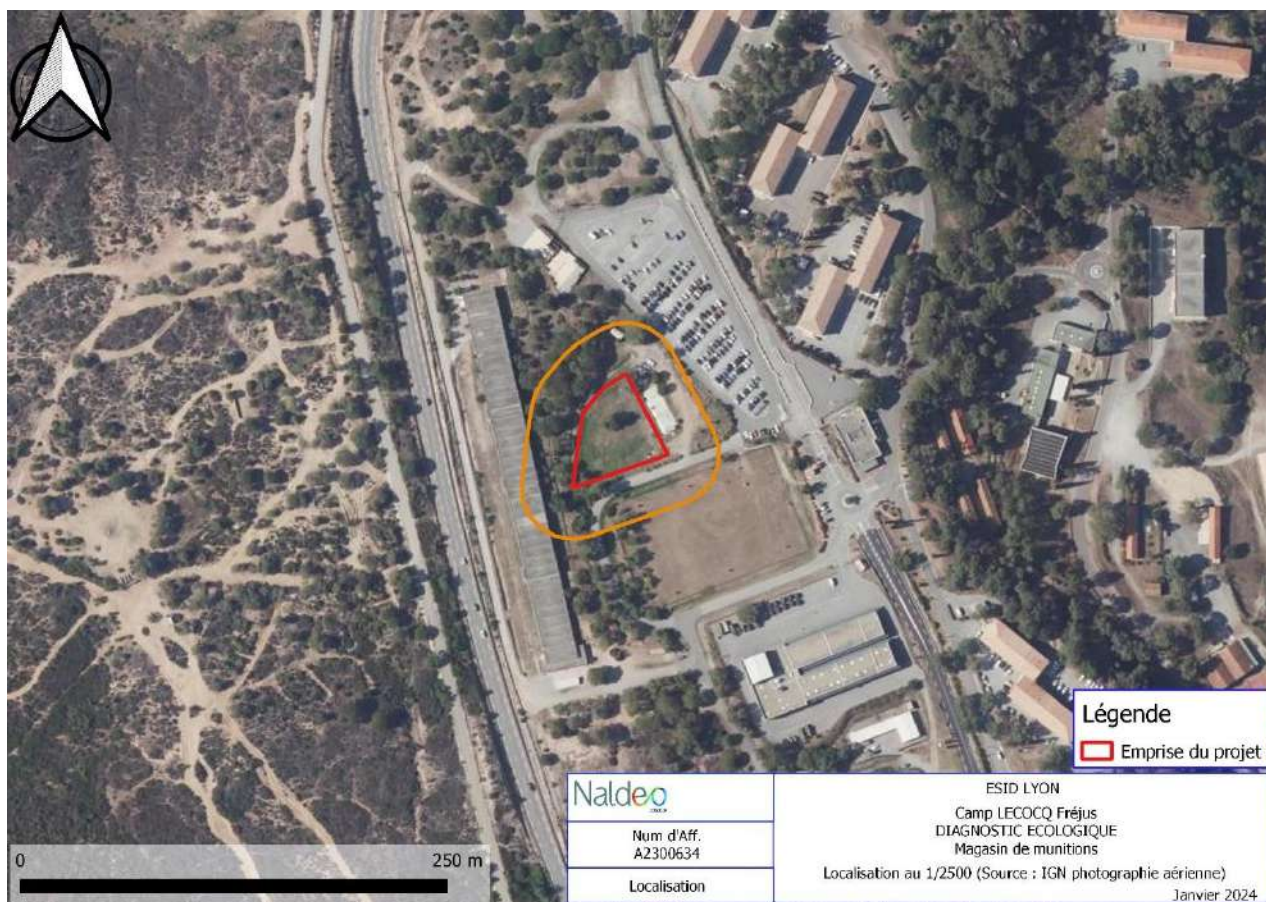 Légende
Emprise du projet
Naldeo
Num d'Aff.
A2300634
Localisation
ESID LYON
Camp LECOCQ Fréjus
DIAGNOSTIC ECOLOGIQUE
Magasin de munitions
Localisation au 1/2500 (Source : IGN photographie aérienne)
Janvier 2024
0
250 m